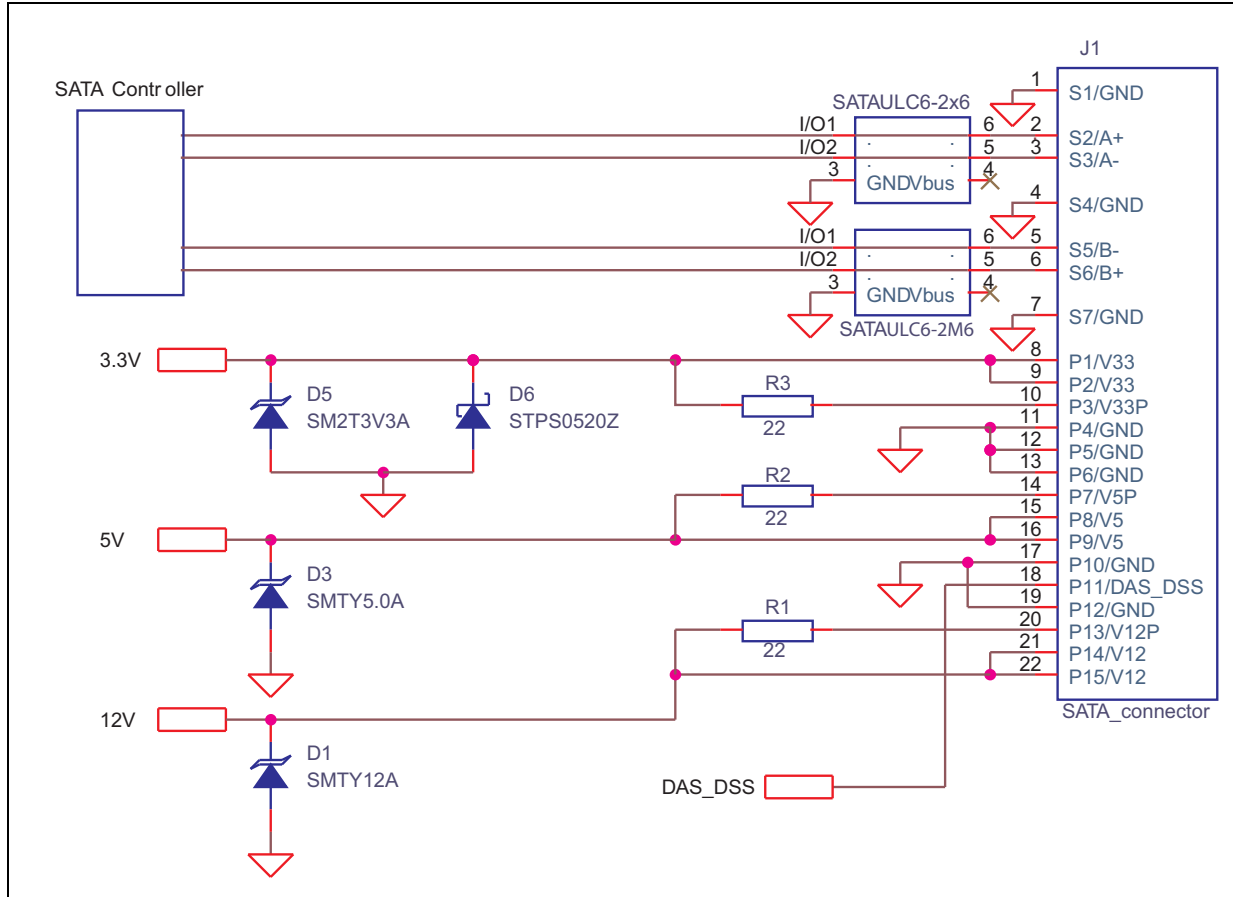 J1
SATA Contr oller
SATAULC6-2x6
1
S1/GND
I/O1
6
2
S2/A+
I/O2
5
3
S3/A-
3
GNDVbus
4
4
S4/GND
I/O1
6
5
S5/B-
I/O2
5
6
S6/B+
3
GNDVbus
4
SATAULC6-2M6
7
S7/GND
3.3V
8
P1/V33
9
P2/V33
D5
SM2T3V3A
D6
STPS0520Z
R3
22
10
P3/V33P
11
P4/GND
12
P5/GND
13
P6/GND
R2
22
14
P7/V5P
15
P8/V5
5V
16
P9/V5
17
P10/GND
D3
SMTY5.0A
18
P11/DAS_DSS
19
P12/GND
R1
22
20
P13/V12P
21
P14/V12
22
P15/V12
SATA_connector
12V
D1
SMTY12A
DAS_DSS